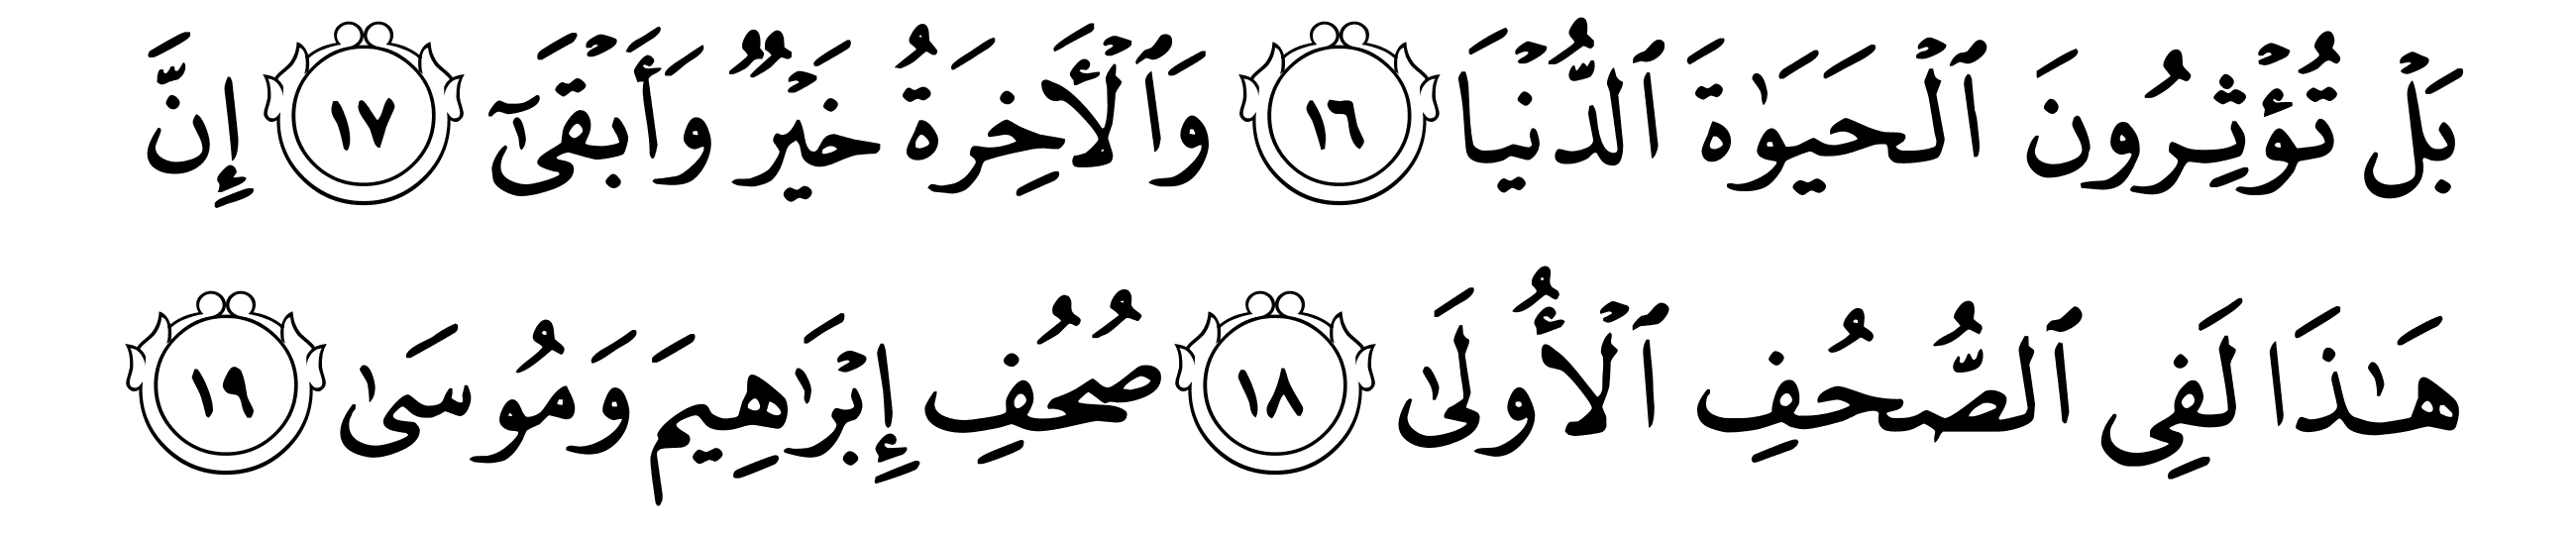 بَلْ تُؤْثِرُونَ ٱلْحَيَوٰةَ ٱلدُّنْيَا ١٦ وَٱلْأَخِرَةُ خَيْرٌ وَأَبْقَىٰٓ ١٧ إِنَّ
هَـٰذَا لَفِى ٱلصُّحُفِ ٱلْأُولَىٰ ١٨ صُحُفِ إِبْرَٰهِيمَ وَمُوسَىٰ ١٩